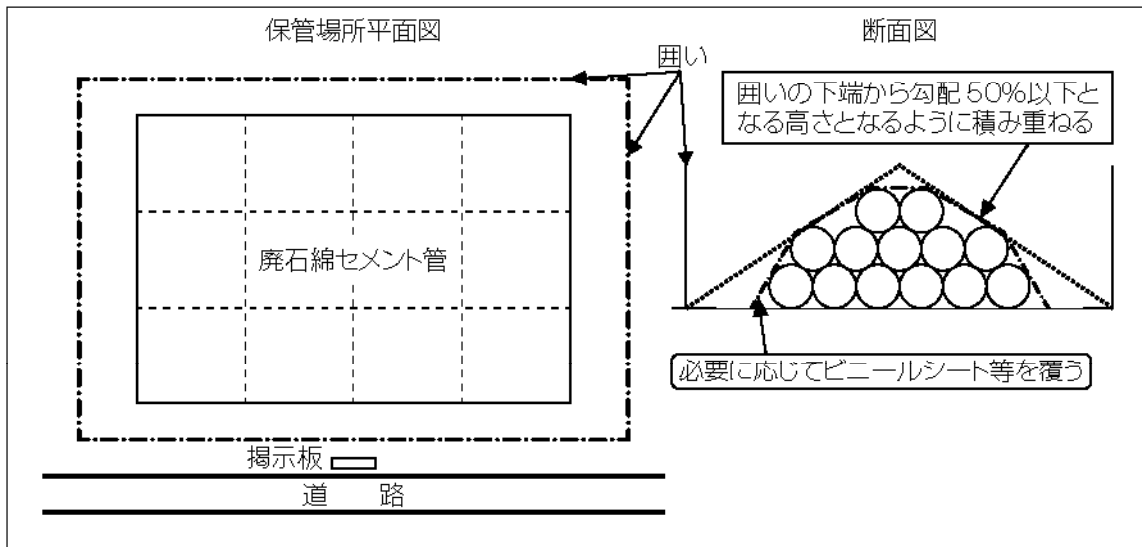 保管場所平面図
断面図
囲い
囲いの下端から勾配50%以下と
なる高さとなるように積み重ねる
廃石綿セメント管
必要に応じてビニールシート等を覆う
掲示板
道　路